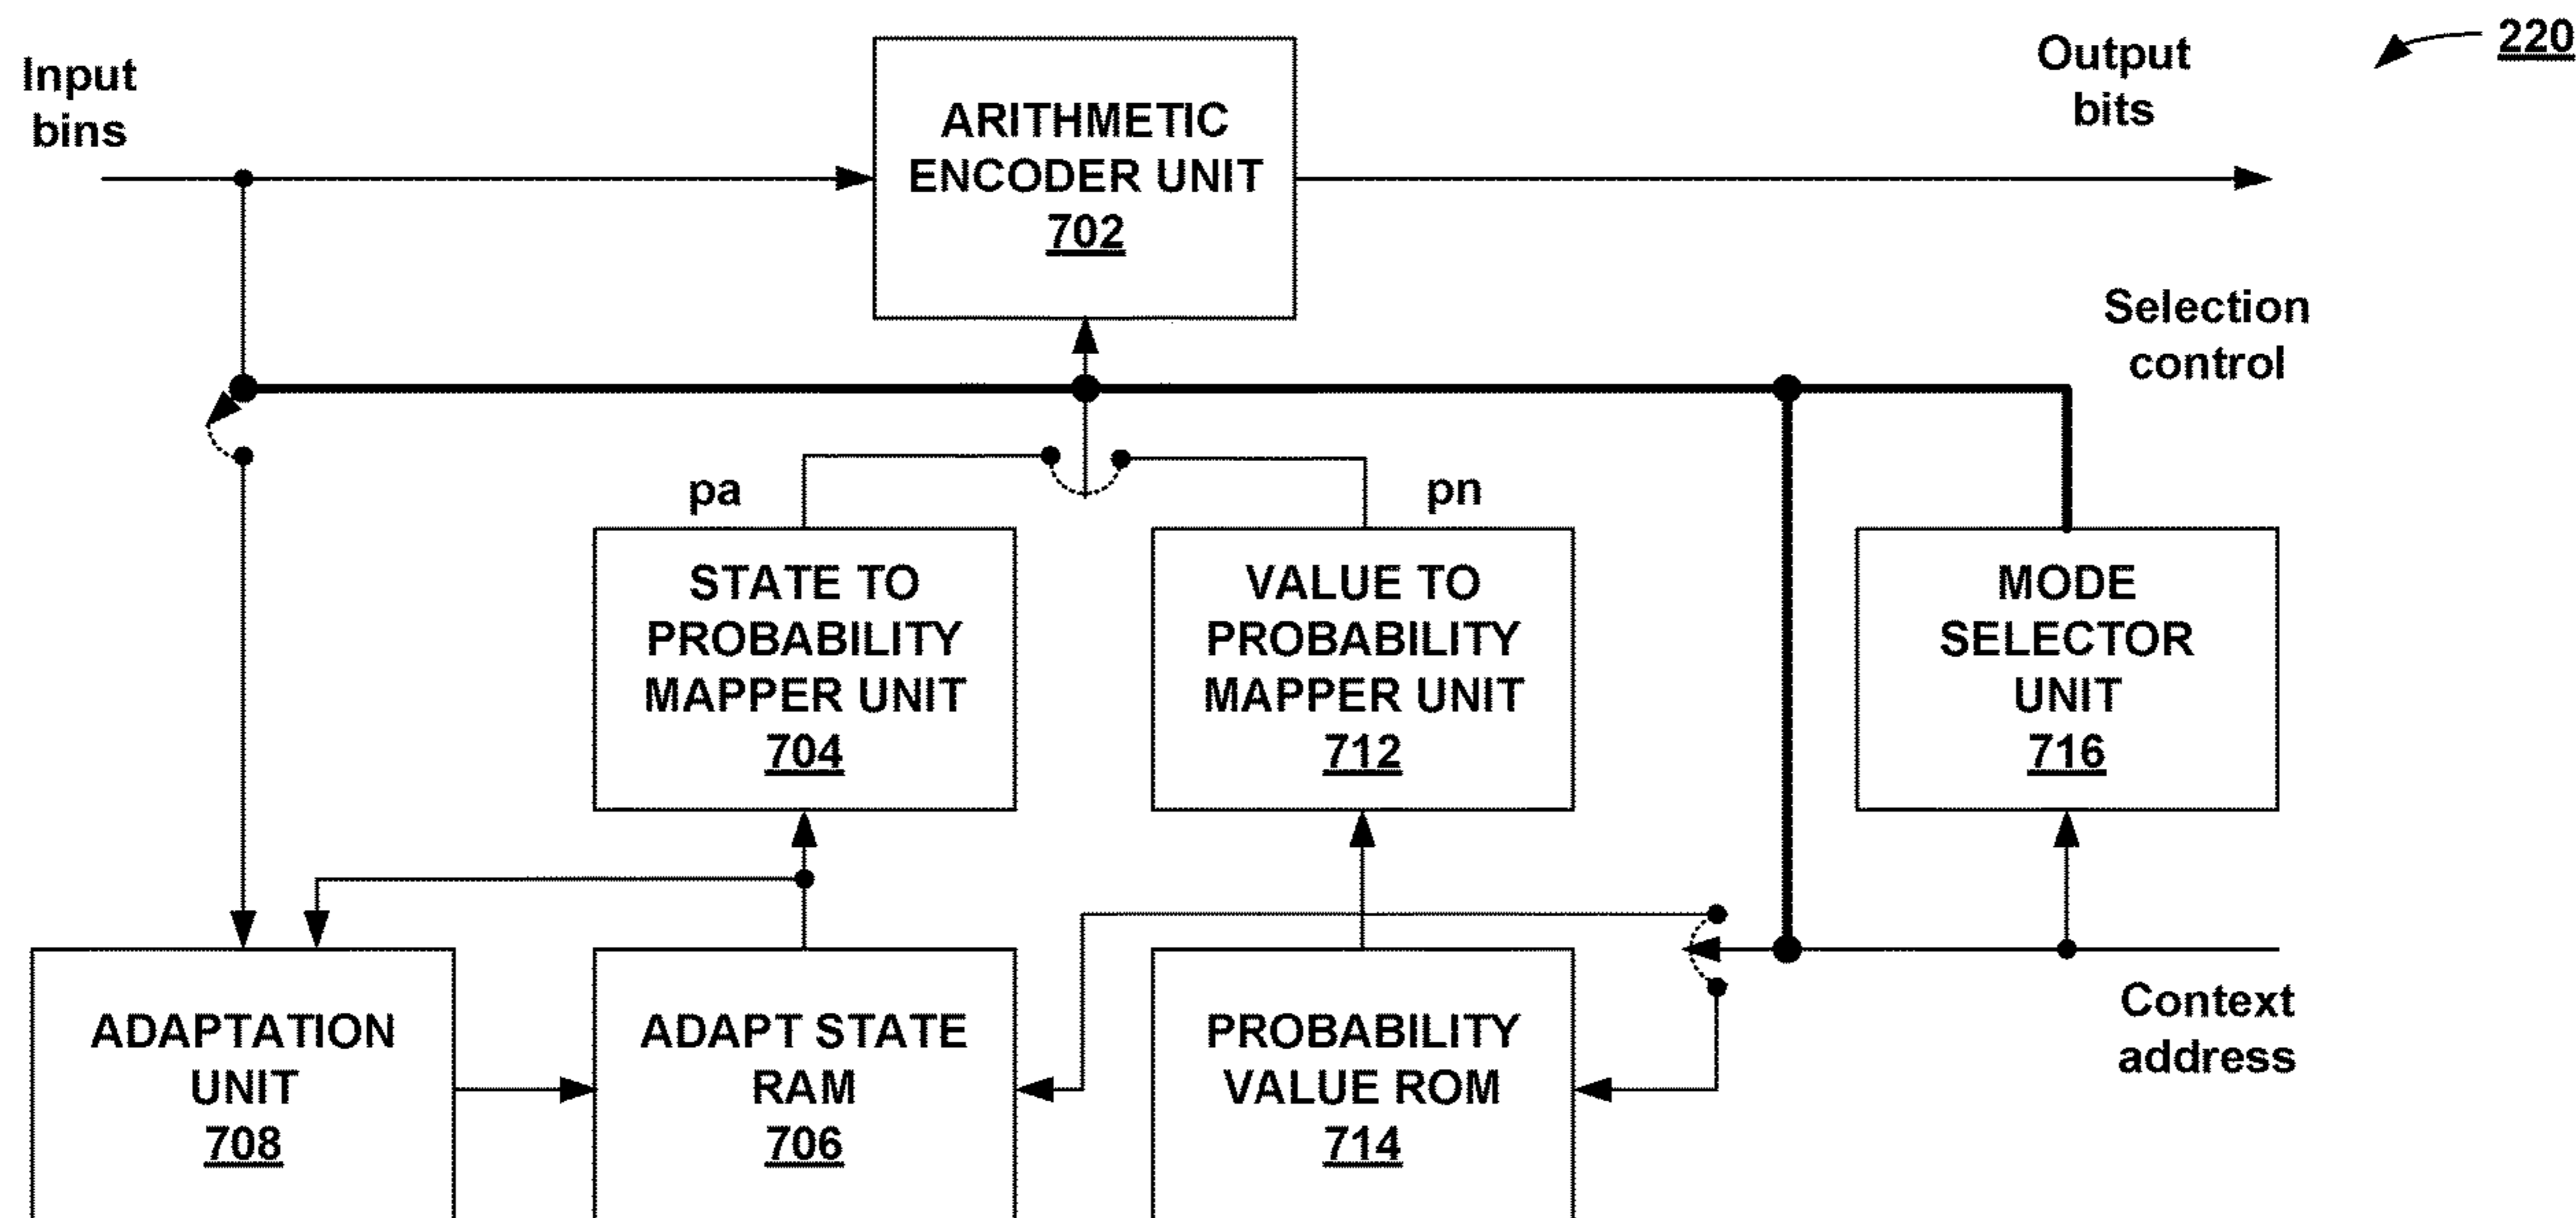 220
Input
bins
ARITHMETIC
ENCODER UNIT
702
Output
bits
Selection
control
pa
pn
STATE TO
PROBABILITY
MAPPER UNIT
704
VALUE TO
PROBABILITY
MAPPER UNIT
712
MODE
SELECTOR
UNIT
716
ADAPTATION
UNIT
708
ADAPT STATE
RAM
706
PROBABILITY
VALUE ROM
714
Context
address